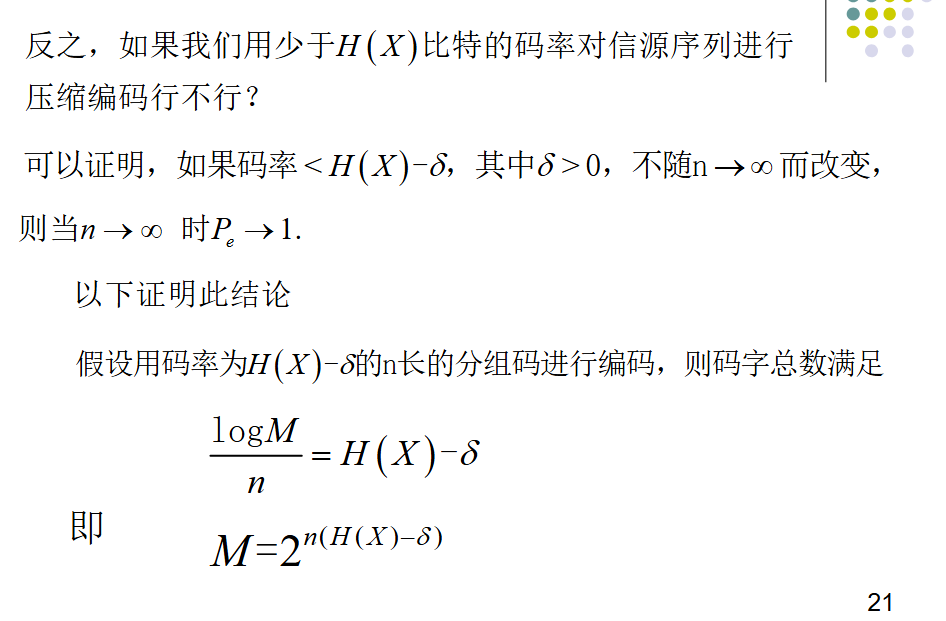 反之，如果我们用少于H(X)比特的码率对信源序列进行
压缩编码行不行？
可以证明，如果码率<H(X)-δ，其中δ>0，不随n→∞而改变，
则当n→∞ 时Pₑ→1.
以下证明此结论
假设用码率为H(X)-δ的n长的分组码进行编码，则码字总数满足
logM/n = H(X)-δ
即
M=2^{n(H(X)-δ)}
21